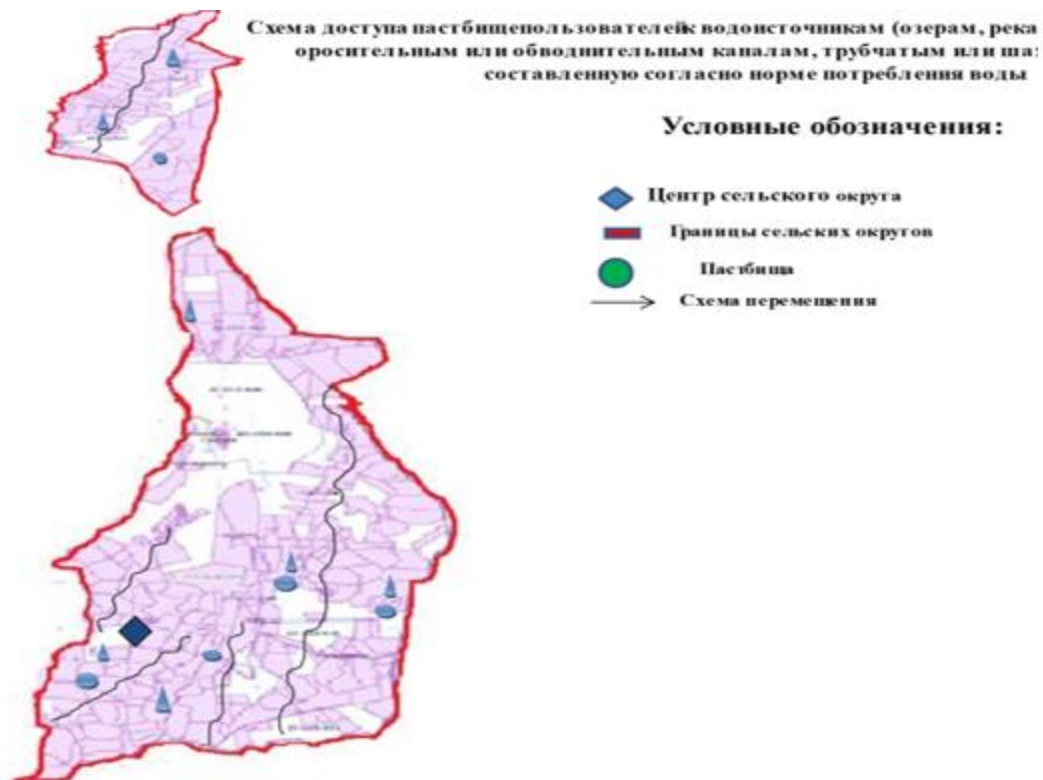 Схема доступа пастбищепользователей к водоисточникам (озерам, река
оросительным или обводнительным каналам, трубчатым или ша
составленную согласно норме потребления воды
Условные обозначения:
Центр сельского округа
Границы сельских округов
Пастбища
Схема перемещения